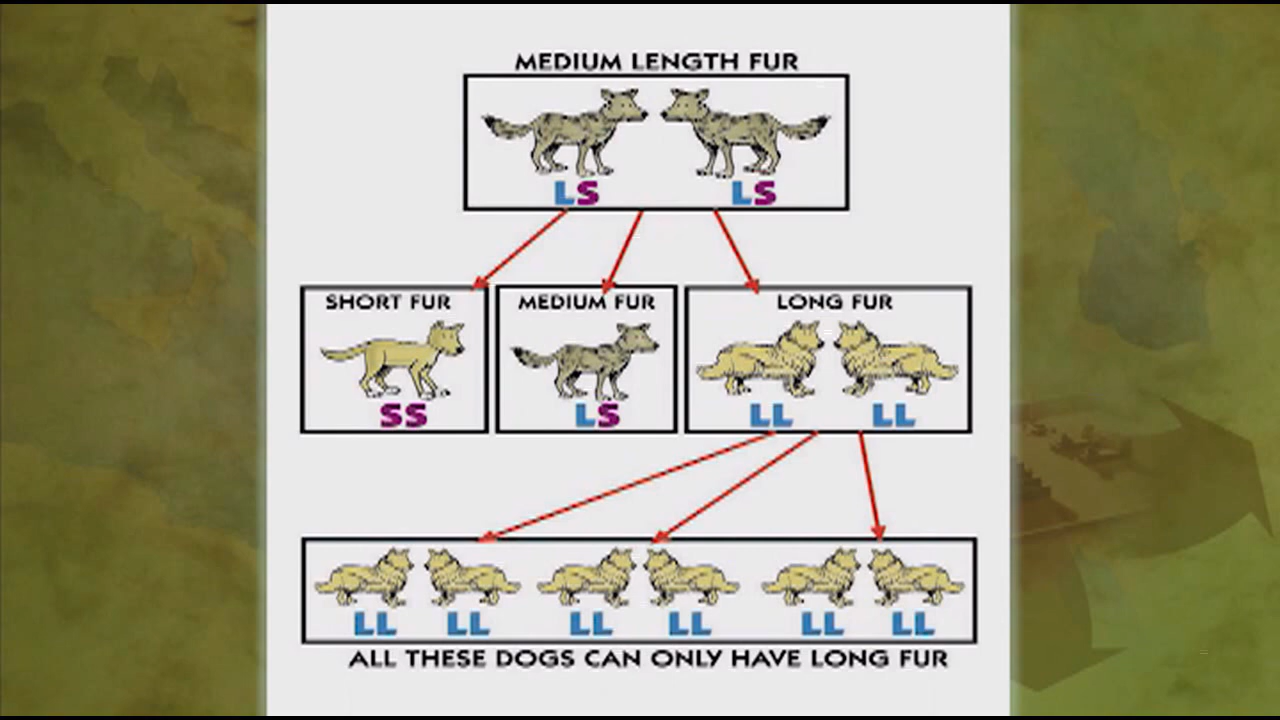 MEDIUM LENGTH FUR
LS LS
SHORT FUR MEDIUM FUR LONG FUR
SS LS LL LL
LL LL LL LL LL LL
ALL THESE DOGS CAN ONLY HAVE LONG FUR